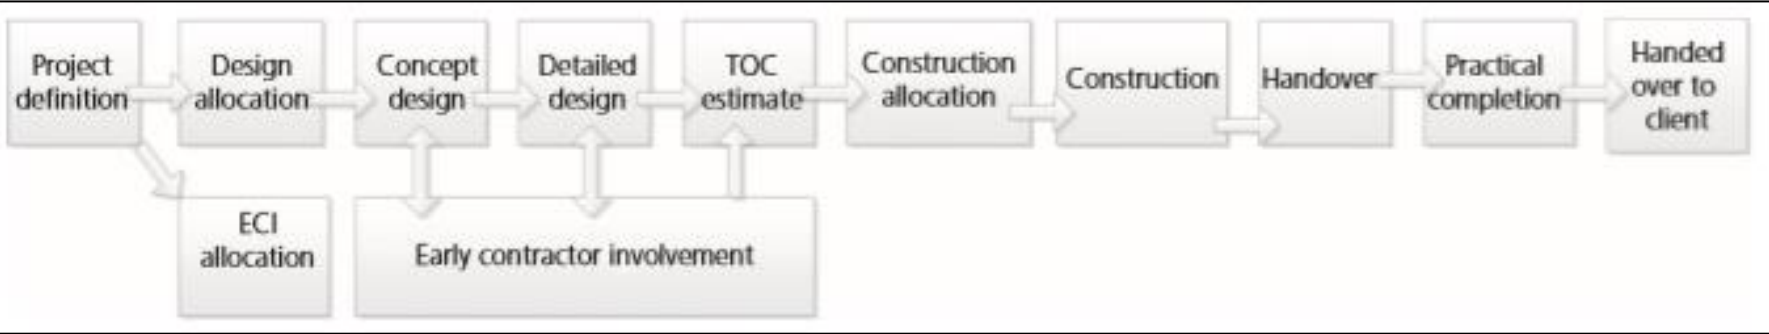 Project
definition
Design
allocation
Concept
design
Detailed
design
TOC
estimate
Construction
allocation
Construction
Handover
Practical
completion
Handed
over to
client
ECI
allocation
Early contractor involvement